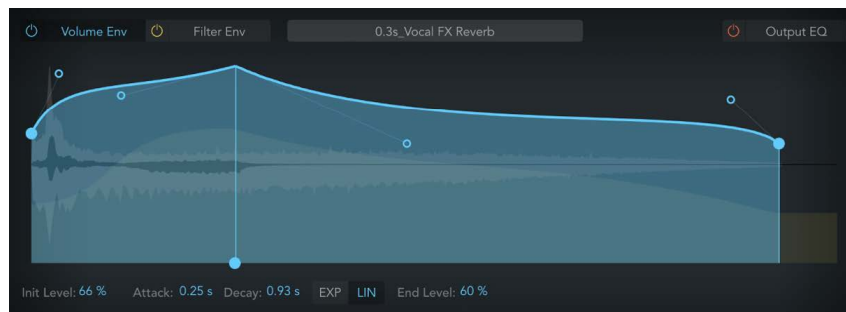 Volume Env Filter Env 0.3s_Vocal FX Reverb Output EQ
Init Level: 66 % Attack: 0.25 s Decay: 0.93 s EXP LIN End Level: 60 %